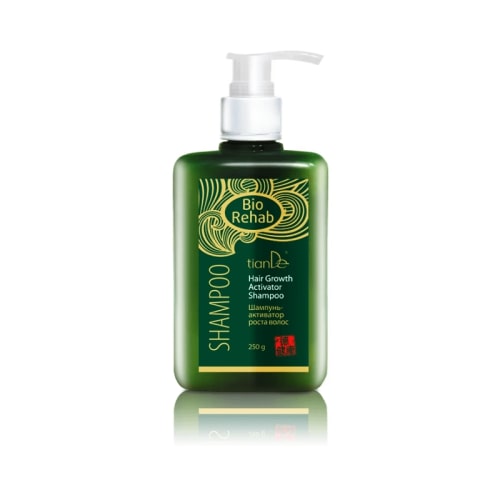 Bio
Rehab
SHAMPOO
tianDe
Hair Growth
Activator
Shampoo
Шампунь-
активатор
роста волос
250 g